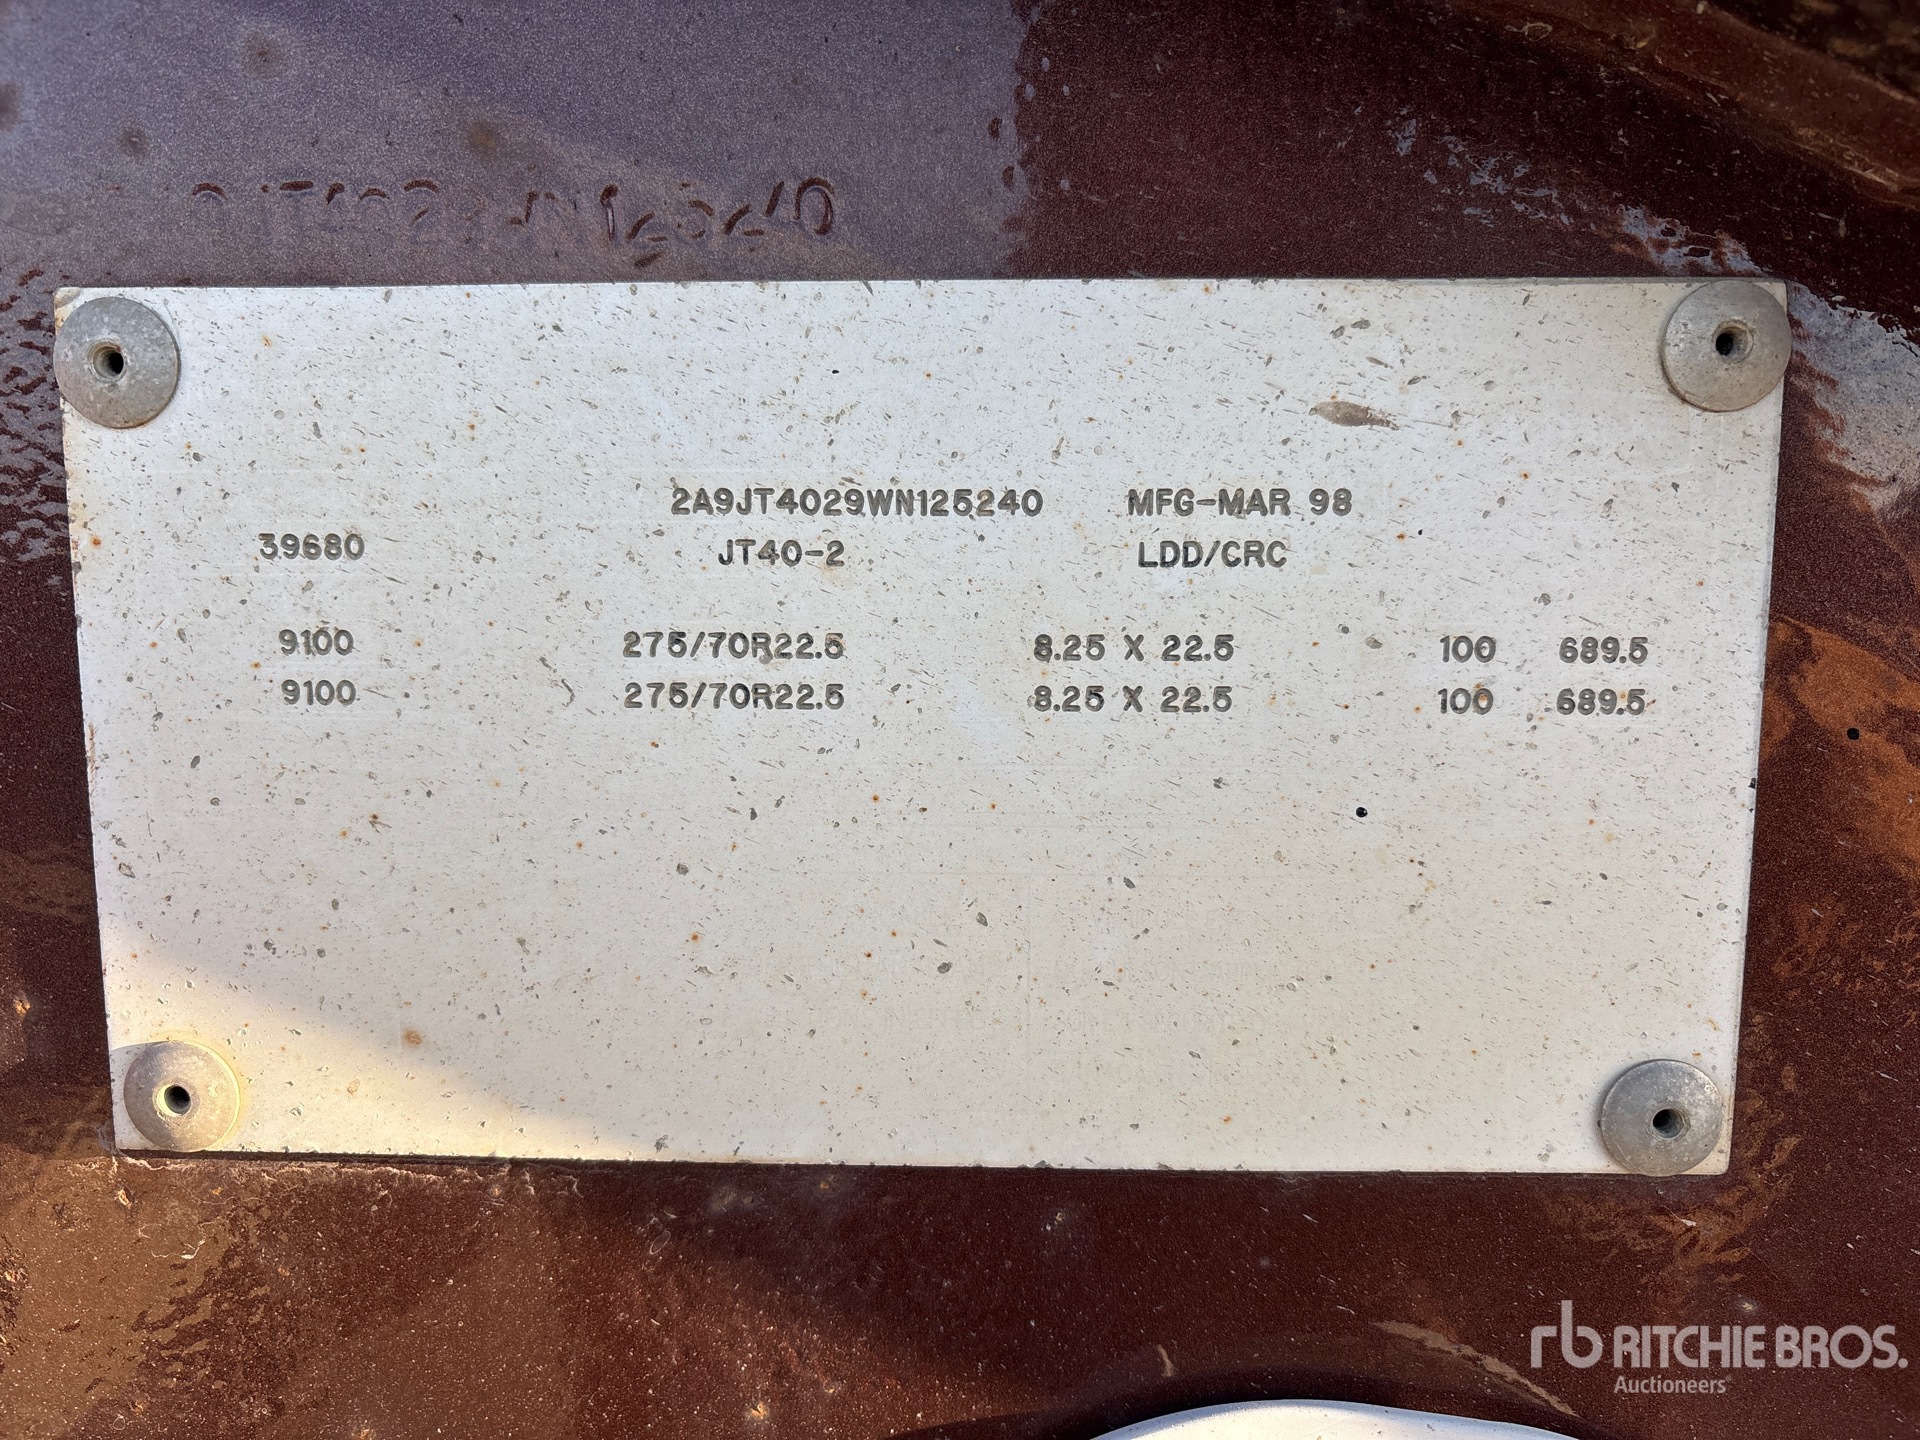 2A9JT4029WN125240 MFG-MAR 98
39680 JT40-2 LDD/CRC
9100 275/70R22.5 8.25 X 22.5 100 689.5
9100 275/70R22.5 8.25 X 22.5 100 689.5
rb RITCHIE BROS.
Auctioneers